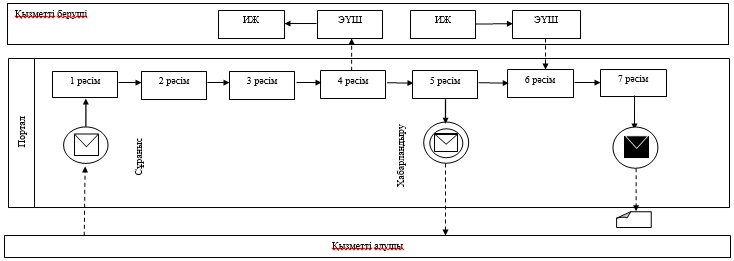 Қызметті беруші
ИЖ ЭҮШ ИЖ ЭҮШ
1 рәсім 2 рәсім 3 рәсім 4 рәсім 5 рәсім 6 рәсім 7 рәсім
Портал
Сұраныс
Хабарландыру
Қызметті алушы